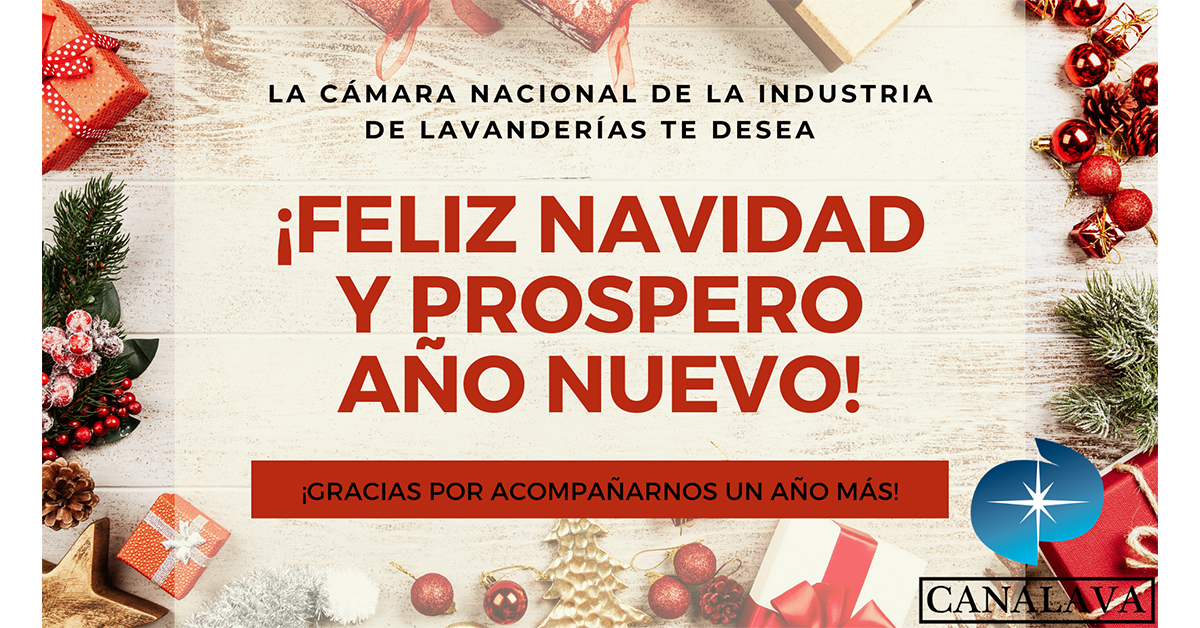 LA CÁMARA NACIONAL DE LA INDUSTRIA
DE LAVANDERÍAS TE DESEA
¡FELIZ NAVIDAD
Y PROSPERO
AÑO NUEVO!
¡GRACIAS POR ACOMPAÑARNOS UN AÑO MÁS!
CANALAVA